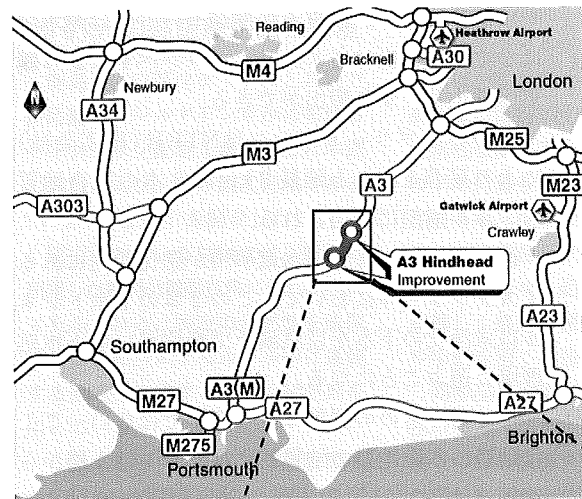 Reading
Heathrow Airport
Bracknell
A30
M4
Newbury
London
A34
N
M3
M25
A3
M23
A303
Gatwick Airport
Crawley
A3 Hindhead
Improvement
A23
Southampton
A3(M)
M27
A27
A27
M275
Brighton
Portsmouth